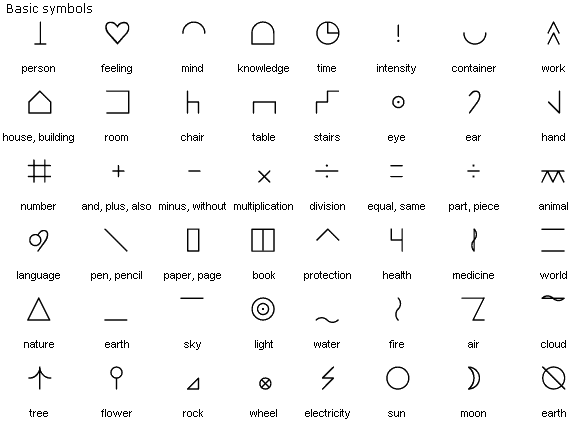 Basic symbols
person feeling mind knowledge time intensity container work
house, building room chair table stairs eye ear hand
number and, plus, also minus, without multiplication division equal, same part, piece animal
language pen, pencil paper, page book protection health medicine world
nature earth sky light water fire air cloud
tree flower rock wheel electricity sun moon earth